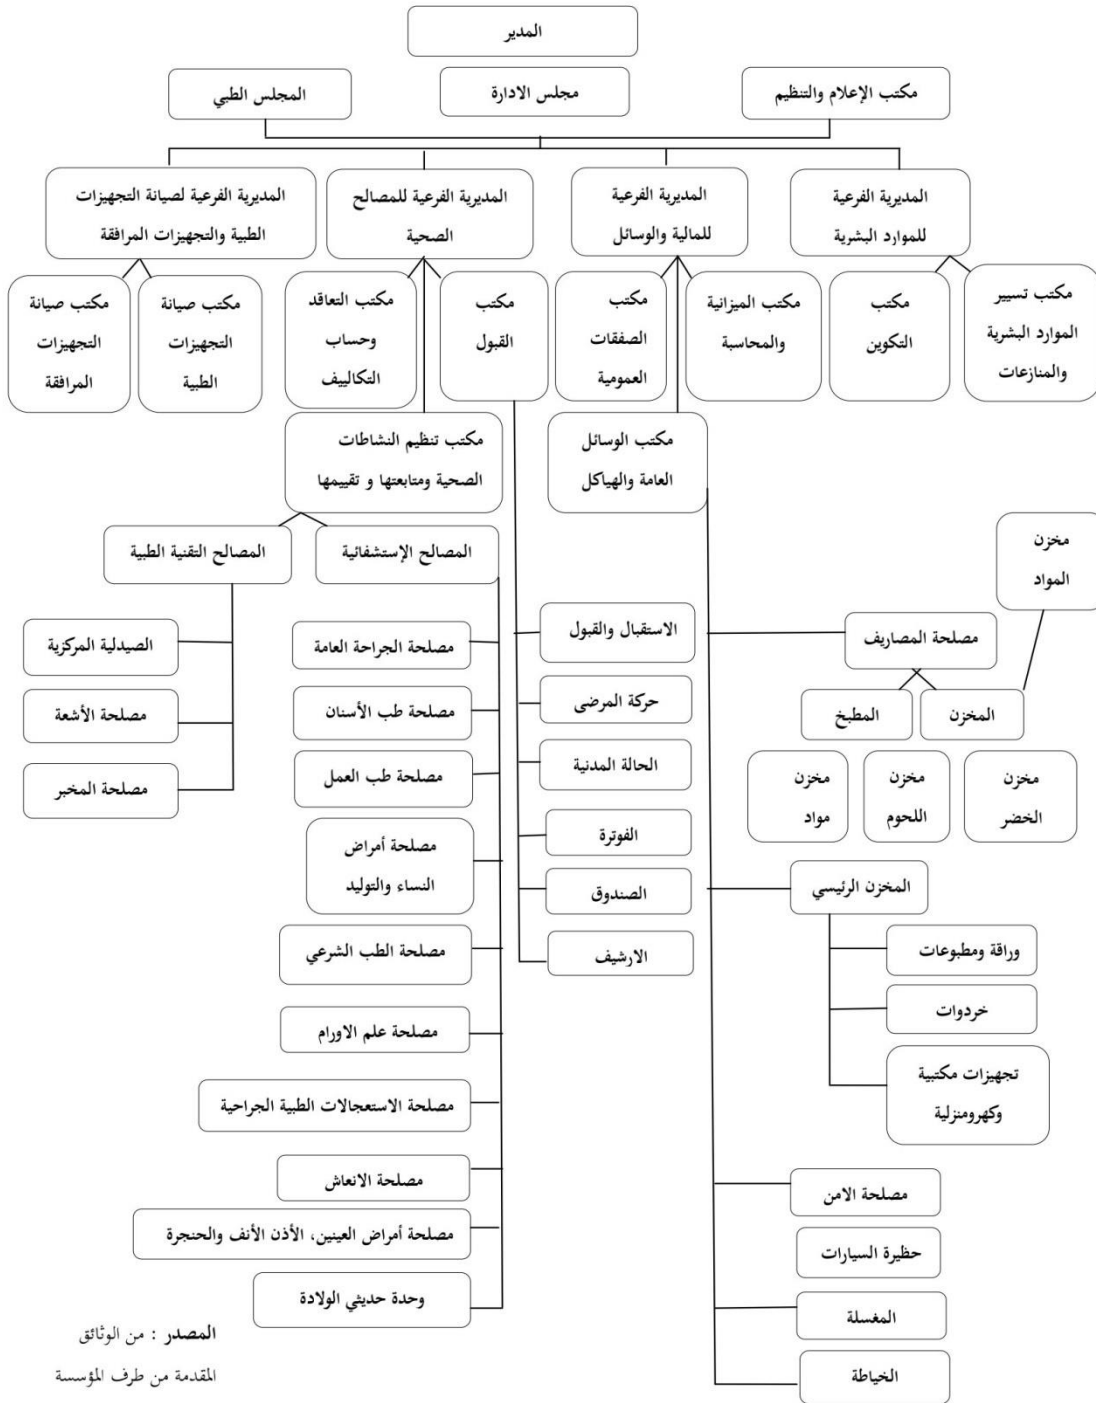 المدير
مكتب الإعلام والتنظيم
مجلس الادارة
المجلس الطبي
المديرية الفرعية
للموارد البشرية
المديرية الفرعية
للمالية والوسائل
المديرية الفرعية للمصالح
الصحية
المديرية الفرعية لصيانة التجهيزات
الطبية والتجهيزات المرافقة
مكتب تسيير
الموارد البشرية
والمنازعات
مكتب
التكوين
مكتب الميزانية
والمحاسبة
مكتب
الصفقات
العمومية
مكتب
القبول
مكتب التعاقد
وحساب
التكالييف
مكتب صيانة
التجهيزات
الطبية
مكتب صيانة
التجهيزات
المرافقة
مكتب الوسائل
العامة والهياكل
مكتب تنظيم النشاطات
الصحية ومتابعتها و تقييمها
المصالح الإستشفائية
المصالح التقنية الطبية
مخزن
المواد
مصلحة المصاريف
المخزن
المطبخ
مخزن
الخضر
مخزن
اللحوم
مخزن
مواد
المخزن الرئيسي
وراقة ومطبوعات
خردوات
تجهيزات مكتبية
وكهرومنزلية
مصلحة الامن
حظيرة السيارات
المغسلة
الخياطة
الاستقبال والقبول
حركة المرضى
الحالة المدنية
الفوترة
الصندوق
الارشيف
مصلحة الجراحة العامة
مصلحة طب الأسنان
مصلحة طب العمل
مصلحة أمراض
النساء والتوليد
مصلحة الطب الشرعي
مصلحة علم الاورام
مصلحة الاستعجالات الطبية الجراحية
مصلحة الانعاش
مصلحة أمراض العينين، الأذن الأنف والحنجرة
وحدة حديثي الولادة
الصيدلية المركزية
مصلحة الأشعة
مصلحة المخبر
المصدر : من الوثائق
المقدمة من طرف المؤسسة